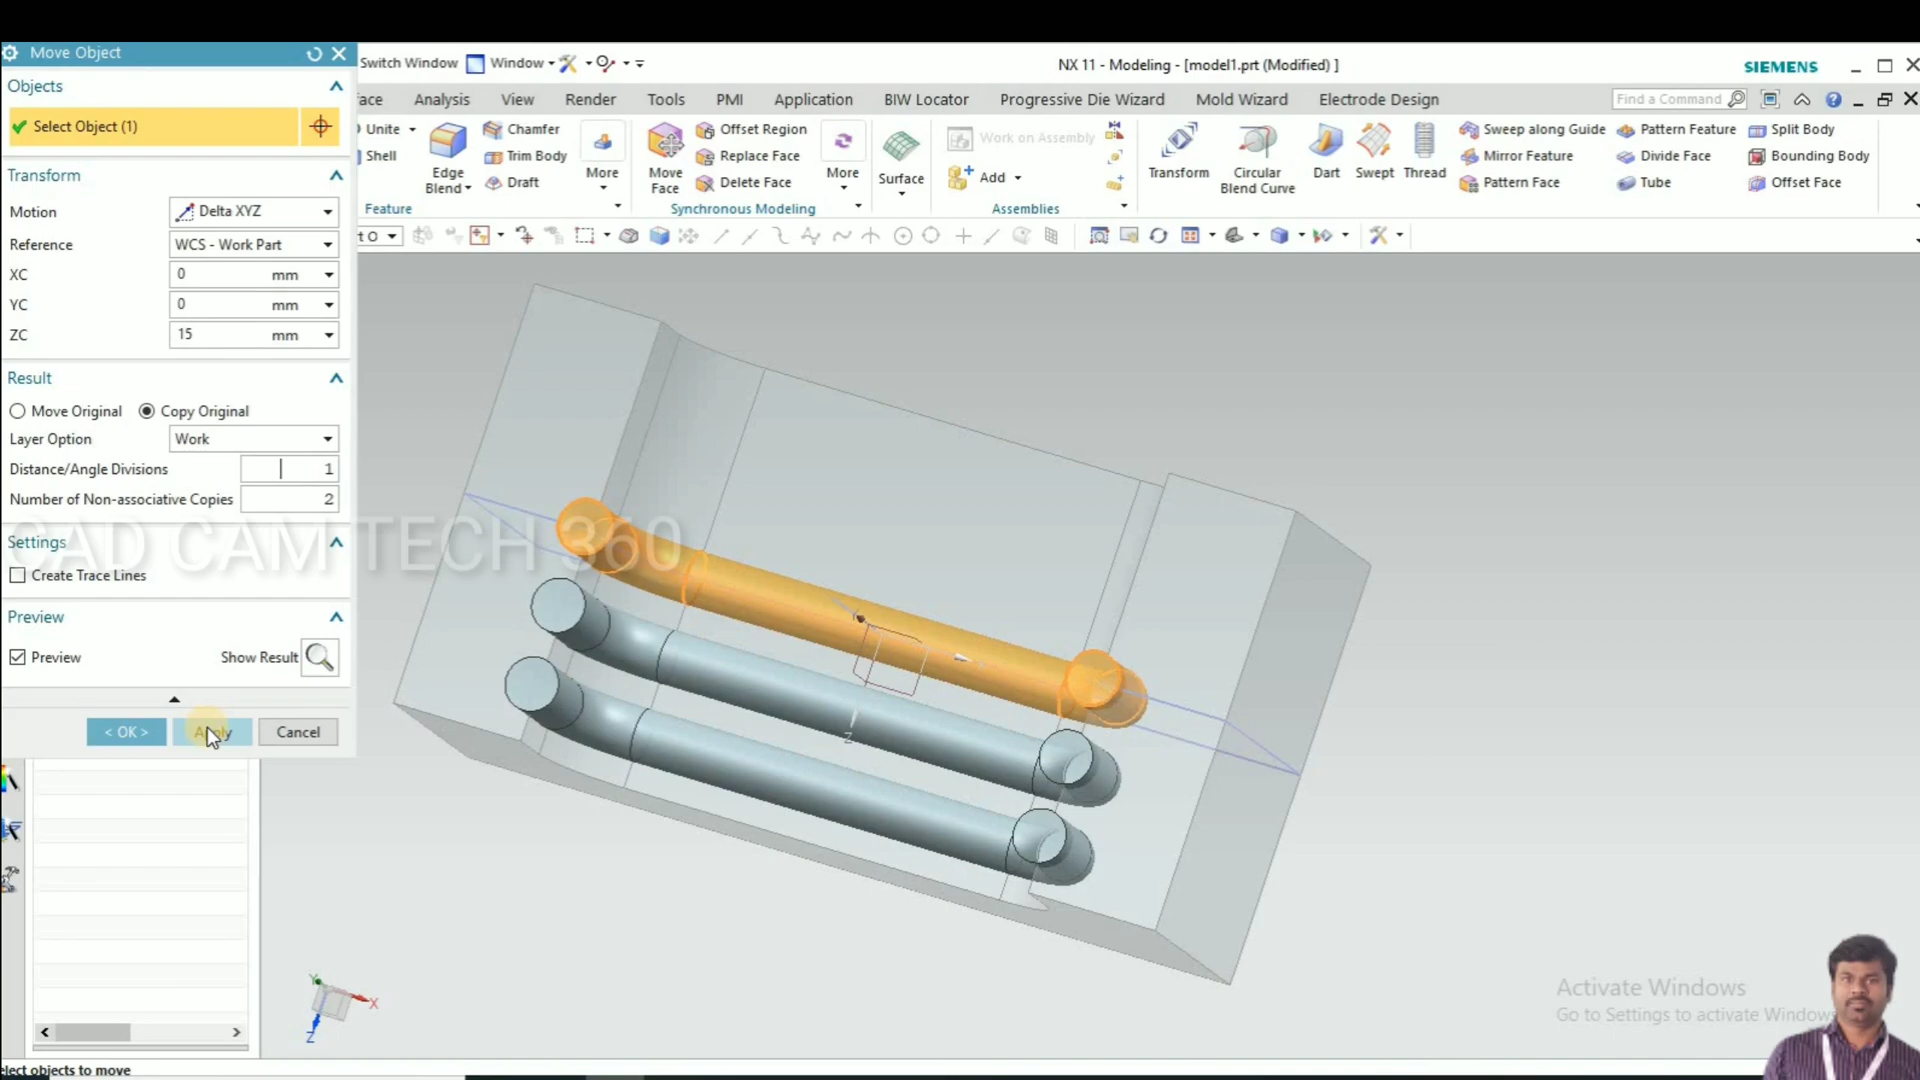 Move Object
Switch Window
Window
NX 11 - Modeling - [model1.prt (Modified) ]
SIEMENS
Objects
Select Object (1)
face
Analysis
View
Render
Tools
PMI
Application
BIW Locator
Progressive Die Wizard
Mold Wizard
Electrode Design
Find a Command
Unite
Shell
Edge
Blend
Chamfer
Trim Body
Draft
More
Feature
Move
Face
Offset Region
Replace Face
Delete Face
More
Synchronous Modeling
Surface
Work on Assembly
Add
Assemblies
Transform
Circular
Blend Curve
Dart
Swept
Thread
Sweep along Guide
Mirror Feature
Pattern Face
Pattern Feature
Divide Face
Tube
Split Body
Bounding Body
Offset Face
Transform
Motion
Delta XYZ
Reference
WCS - Work Part
XC
0 mm
YC
0 mm
ZC
15 mm
Result
Move Original
Copy Original
Layer Option
Work
Distance/Angle Divisions
1
Number of Non-associative Copies
2
Settings
CAD CAM TECH 360
Create Trace Lines
Preview
Preview
Show Result
< OK >
Apply
Cancel
Z
Y
X
Z
Activate Windows
Go to Settings to activate Windows
elect objects to move